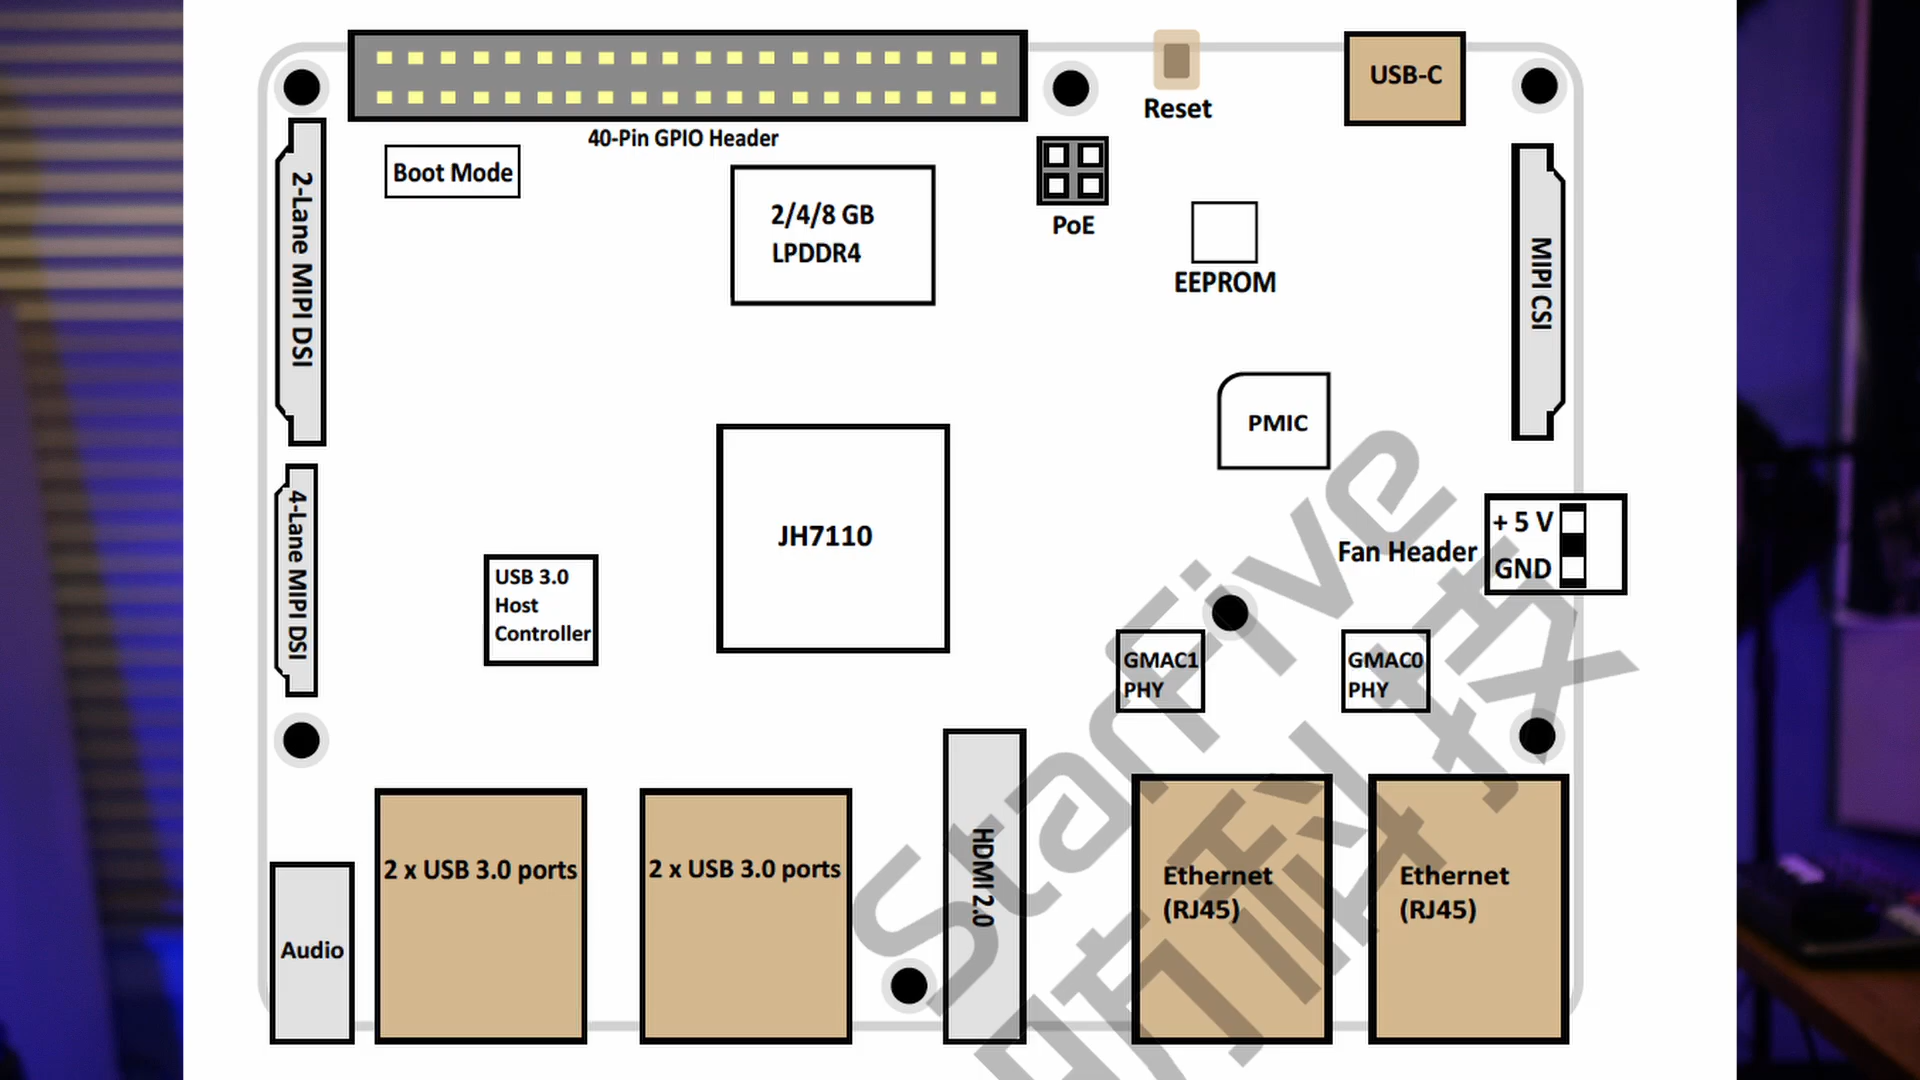 Reset
USB-C
40-Pin GPIO Header
Boot Mode
2-Lane MIPI DSI
2/4/8 GB
LPDDR4
PoE
EEPROM
MIPI CSI
PMIC
4-Lane MIPI DSI
JH7110
+ 5 V
Fan Header
GND
USB 3.0
Host
Controller
GMAC1
PHY
GMAC0
PHY
2 x USB 3.0 ports
2 x USB 3.0 ports
HDMI 2.0
Ethernet
(RJ45)
Ethernet
(RJ45)
Audio
StarFive
昉科技